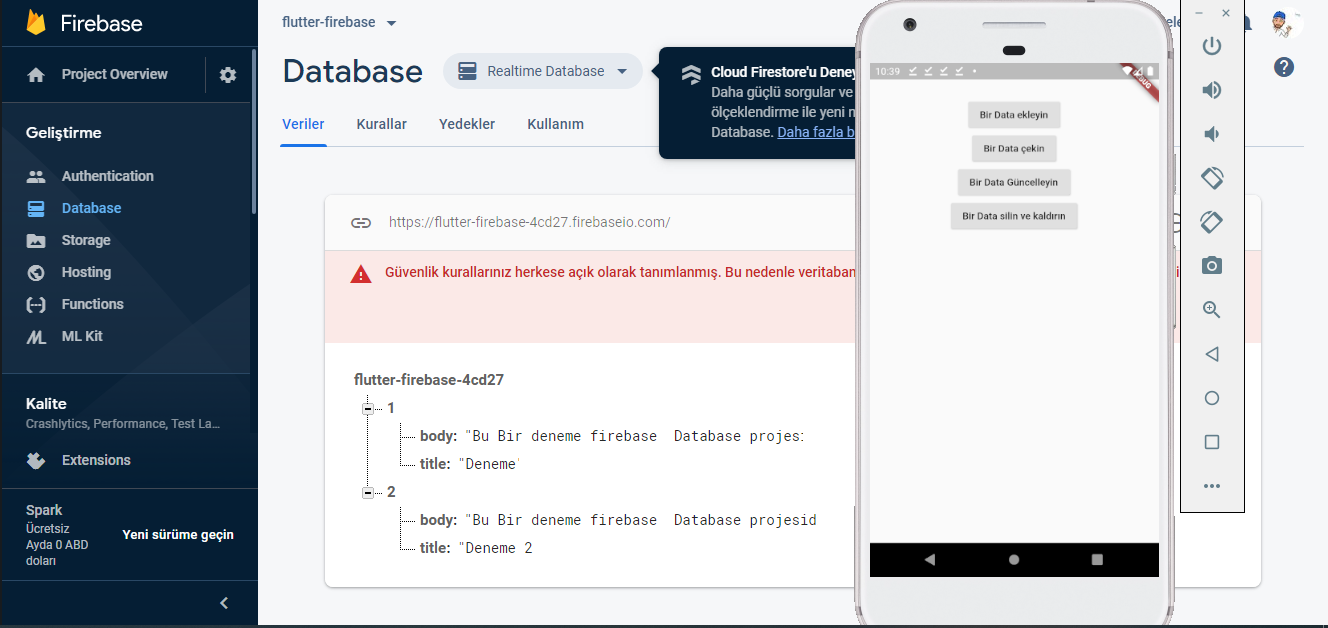 Firebase
Project Overview
Geliştirme
Authentication
Database
Storage
Hosting
Functions
ML Kit
Kalite
Crashlytics, Performance, Test La...
Extensions
Spark
Ücretsiz
Ayda 0 ABD
doları
Yeni sürüme geçin
flutter-firebase
Database
Realtime Database
Veriler
Kurallar
Yedekler
Kullanım
Cloud Firestore'u
Daha güçlü sorgular ve
ölçeklendirme ile yeni
Database. Daha fazla
https://flutter-firebase-4cd27.firebaseio.com/
Güvenlik kurallarınız herkese açık olarak tanımlanmış. Bu nedenle
flutter-firebase-4cd27
1
body: "Bu Bir deneme firebase Database
title: "Deneme"
2
body: "Bu Bir deneme firebase Database projesid
title: "Deneme 2
10:39
DEBUG
Bir Data ekleyin
Bir Data çekin
Bir Data Güncelleyin
Bir Data silin ve kaldırın